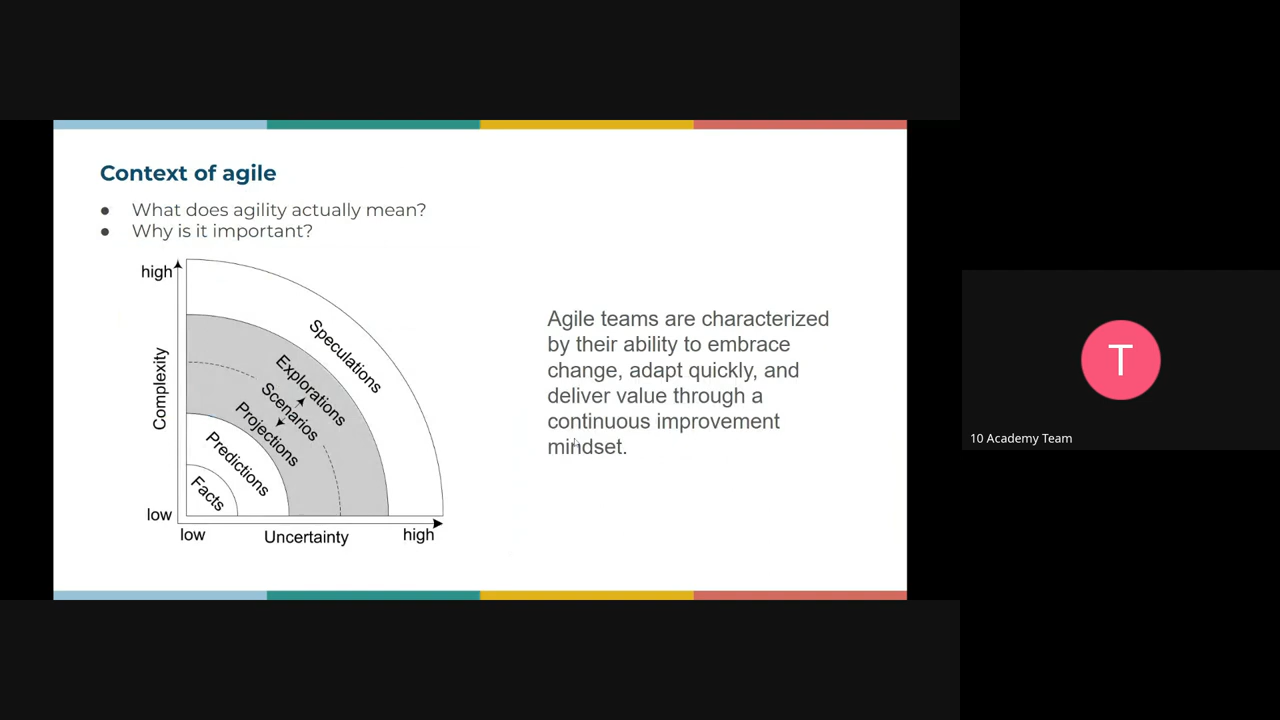 Context of agile
● What does agility actually mean?
● Why is it important?
high
Complexity
low
low
Uncertainty
high
Speculations
Explorations
Scenarios
Projections
Predictions
Facts
Agile teams are characterized
by their ability to embrace
change, adapt quickly, and
deliver value through a
continuous improvement
mindset.
T
10 Academy Team